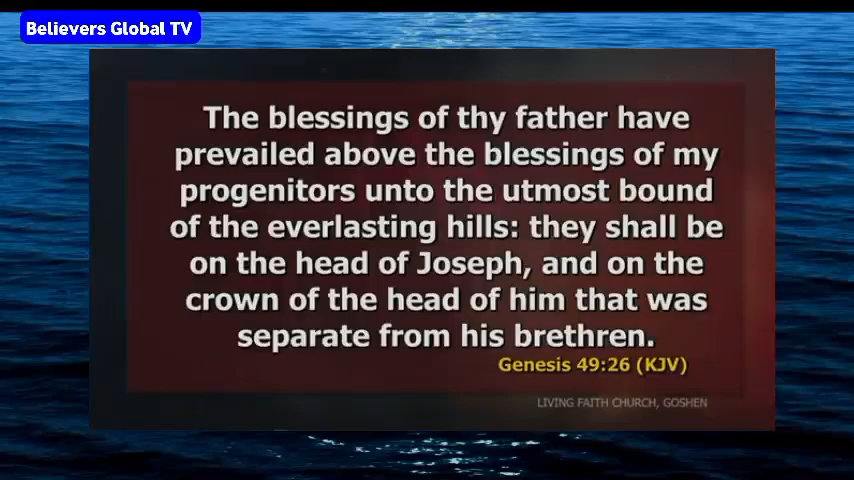 Believers Global TV
The blessings of thy father have
prevailed above the blessings of my
progenitors unto the utmost bound
of the everlasting hills: they shall be
on the head of Joseph, and on the
crown of the head of him that was
separate from his brethren.
Genesis 49:26 (KJV)
LIVING FAITH CHURCH, GOSHEN